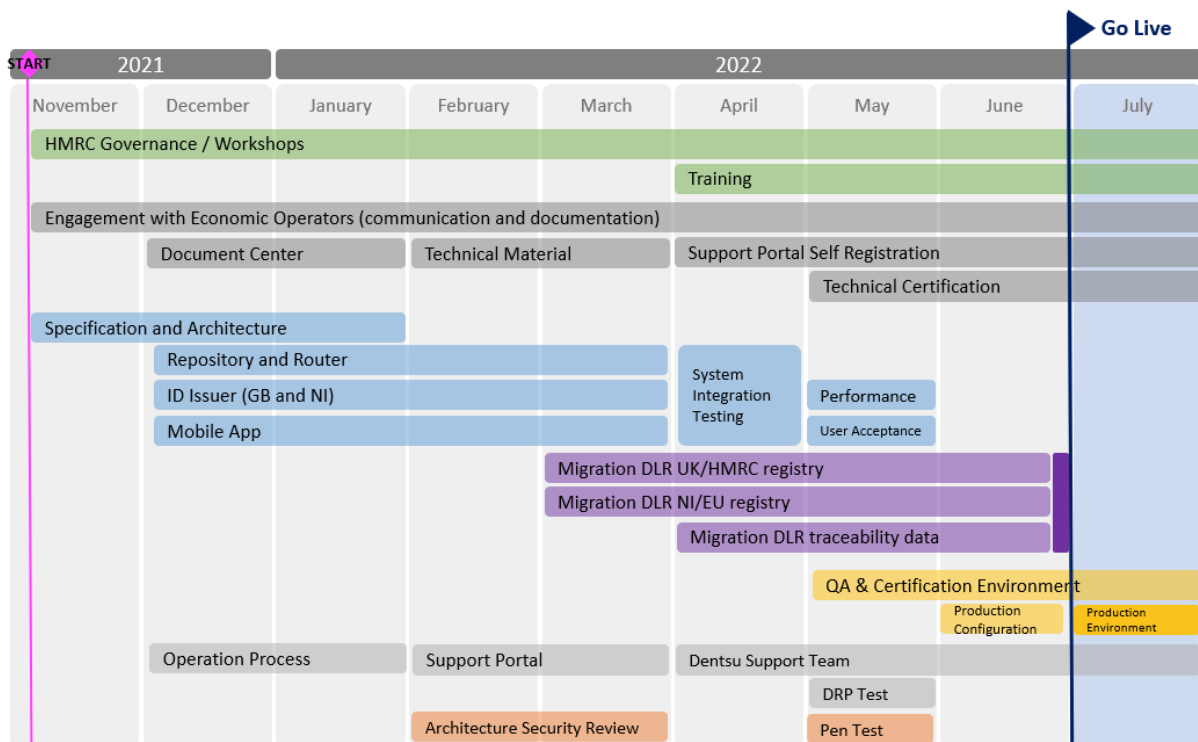 Go Live
START
2021
2022
November
December
January
February
March
April
May
June
July
HMRC Governance / Workshops
Training
Engagement with Economic Operators (communication and documentation)
Document Center
Technical Material
Support Portal Self Registration
Technical Certification
Specification and Architecture
Repository and Router
ID Issuer (GB and NI)
Mobile App
System
Integration
Testing
Performance
User Acceptance
Migration DLR UK/HMRC registry
Migration DLR NI/EU registry
Migration DLR traceability data
QA & Certification Environment
Production
Configuration
Production
Environment
Operation Process
Support Portal
Dentsu Support Team
DRP Test
Architecture Security Review
Pen Test